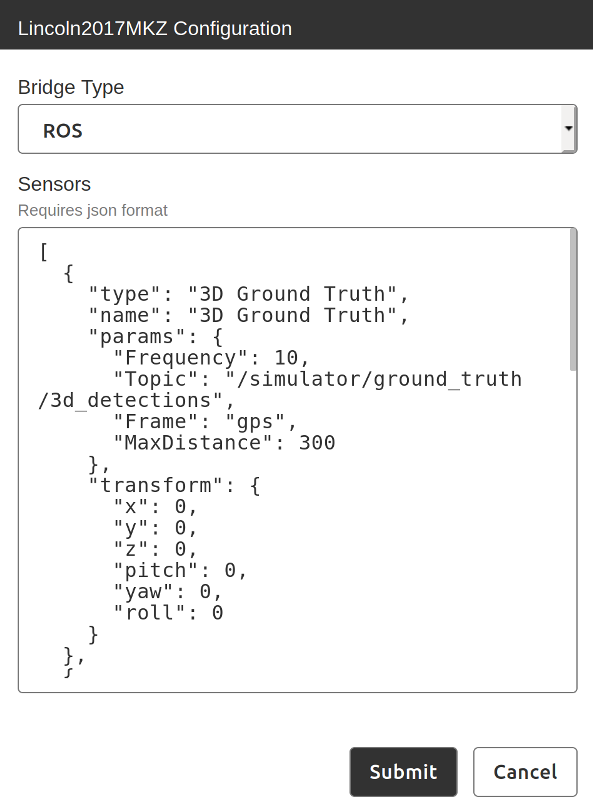 Lincoln2017MKZ Configuration
Bridge Type
ROS
Sensors
Requires json format
[
  {
    "type": "3D Ground Truth",
    "name": "3D Ground Truth",
    "params": {
      "Frequency": 10,
      "Topic": "/simulator/ground_truth
/3d_detections",
      "Frame": "gps",
      "MaxDistance": 300
    },
    "transform": {
      "x": 0,
      "y": 0,
      "z": 0,
      "pitch": 0,
      "yaw": 0,
      "roll": 0
    }
  },
  {
Submit Cancel